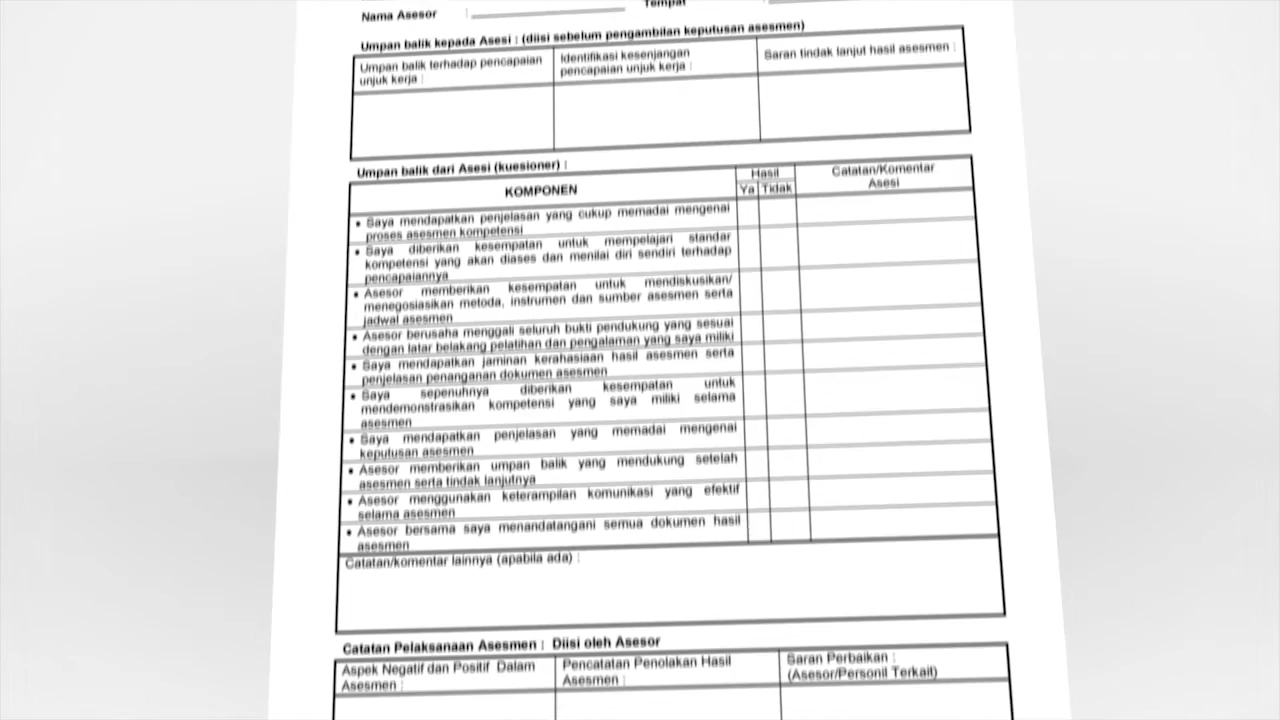 Nama Asesor : Tempat :
Umpan balik kepada Asesi : (diisi sebelum pengambilan keputusan asesmen)
Umpan balik terhadap pencapaian
unjuk kerja :
Identifikasi kesenjangan
pencapaian unjuk kerja :
Saran tindak lanjut hasil asesmen :
Umpan balik dari Asesi (kuesioner) :
KOMPONEN
Hasil
Ya Tidak
Catatan/Komentar
Asesi
• Saya mendapatkan penjelasan yang cukup memadai mengenai
proses asesmen kompetensi
• Saya diberikan kesempatan untuk mempelajari standar
kompetensi yang akan diases dan menilai diri sendiri terhadap
pencapaiannya
• Asesor memberikan kesempatan untuk mendiskusikan/
menegosiasikan metoda, instrumen dan sumber asesmen serta
jadwal asesmen
• Asesor berusaha menggali seluruh bukti pendukung yang sesuai
dengan latar belakang pelatihan dan pengalaman yang saya miliki
• Saya mendapatkan jaminan kerahasiaan hasil asesmen serta
penjelasan penanganan dokumen asesmen
• Saya sepenuhnya diberikan kesempatan untuk
mendemonstrasikan kompetensi yang saya miliki selama
asesmen
• Saya mendapatkan penjelasan yang memadai mengenai
keputusan asesmen
• Asesor memberikan umpan balik yang mendukung setelah
asesmen serta tindak lanjutnya
• Asesor menggunakan keterampilan komunikasi yang efektif
selama asesmen
• Asesor bersama saya menandatangani semua dokumen hasil
asesmen
Catatan/komentar lainnya (apabila ada) :
Catatan Pelaksanaan Asesmen : Diisi oleh Asesor
Aspek Negatif dan Positif Dalam
Asesmen :
Pencatatan Penolakan Hasil
Asesmen :
Saran Perbaikan :
(Asesor/Personil Terkait)